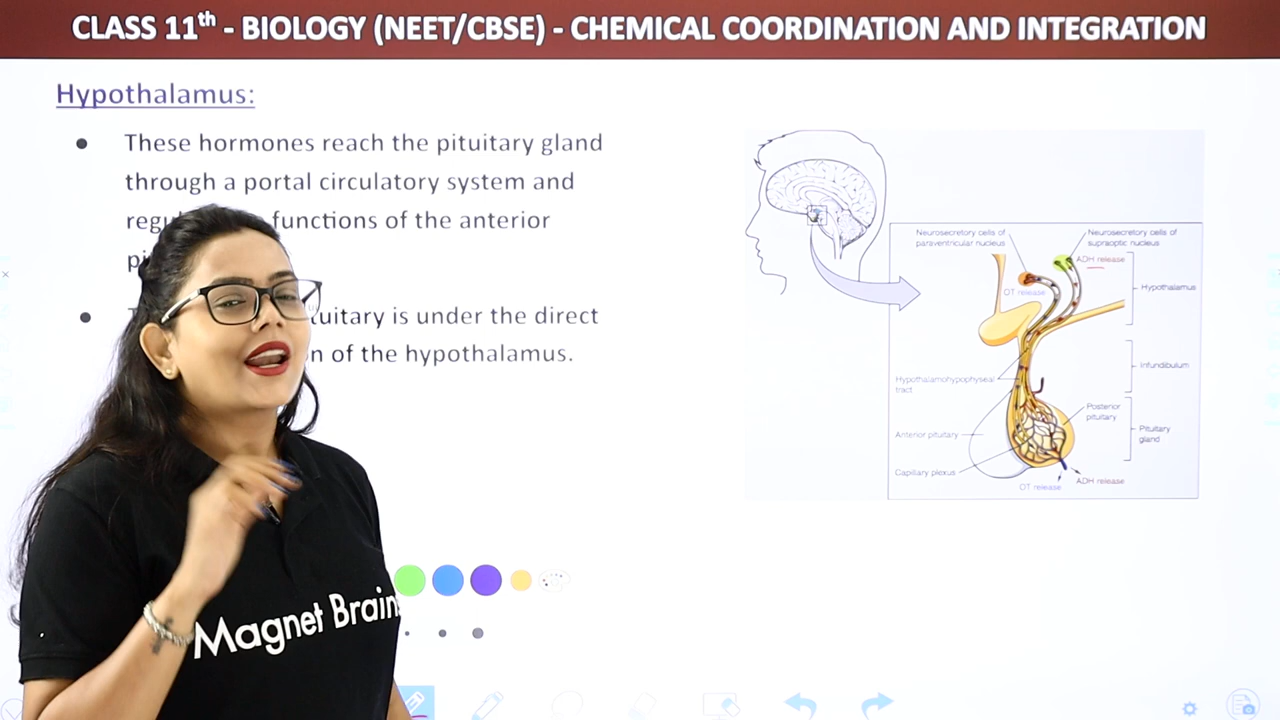 CLASS 11th - BIOLOGY (NEET/CBSE) - CHEMICAL COORDINATION AND INTEGRATION
Hypothalamus:
• These hormones reach the pituitary gland
through a portal circulatory system and
functions of the anterior
•
is under the direct
of the hypothalamus.
Neurosecretory cells of
paraventricular nucleus
Neurosecretory cells of
supraoptic nucleus
ADH release
OT release
Hypothalamus
Infundibulum
Hypothalamohypophyseal
tract
Posterior
pituitary
Anterior pituitary
Pituitary
gland
Capillary plexus
OT release
ADH release
Magnet Brains